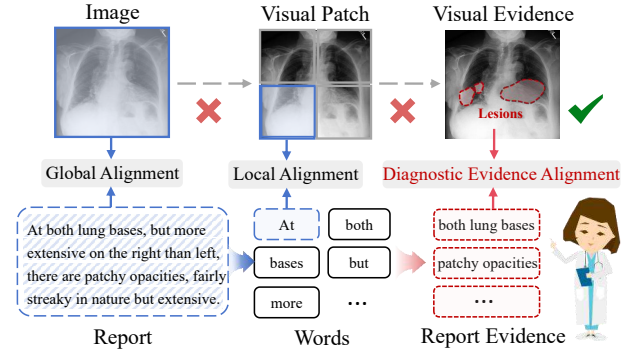 Image
Visual Patch
Visual Evidence
Lesions
Global Alignment
Local Alignment
Diagnostic Evidence Alignment
At both lung bases, but more
extensive on the right than left,
there are patchy opacities, fairly
streaky in nature but extensive.
At
both
bases
but
more
...
both lung bases
patchy opacities
...
Report
Words
Report Evidence